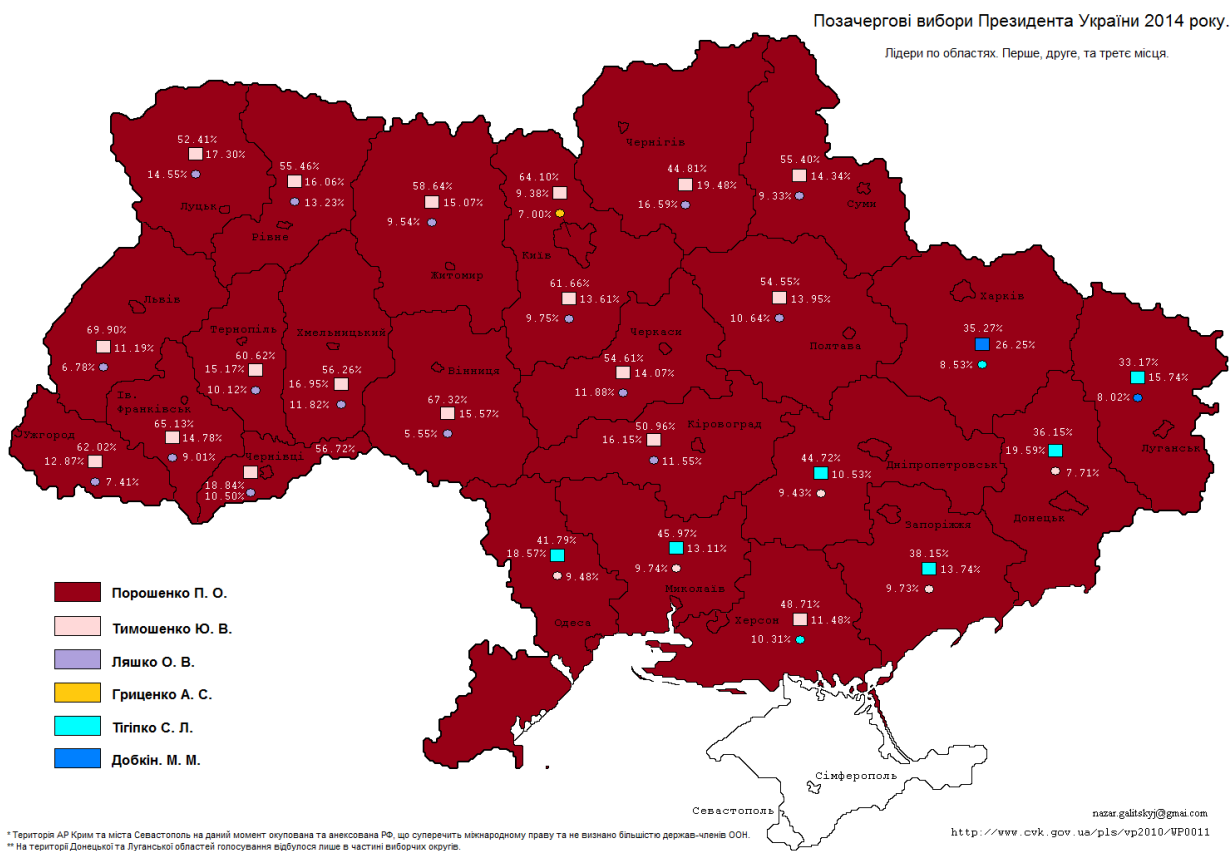 Позачергові вибори Президента України 2014 року.
Лідери по областях. Перше, друге, та третє місця.
52.41%
17.30%
14.55%
Луцьк
55.46%
16.06%
13.23%
Рівне
58.64%
15.07%
9.54%
Житомир
64.10%
9.38%
7.00%
Київ
Чернігів
44.81%
19.48%
16.59%
55.40%
14.34%
9.33%
Суми
Львів
69.90%
11.19%
6.78%
Тернопіль
60.62%
15.17%
10.12%
Хмельницький
56.26%
16.95%
11.82%
Вінниця
67.32%
15.57%
5.55%
61.66%
13.61%
9.75%
Черкаси
54.61%
14.07%
11.88%
54.55%
13.95%
10.64%
Полтава
Харків
35.27%
26.25%
8.53%
33.17%
15.74%
8.02%
Луганськ
Ів.
Франківськ
65.13%
14.78%
9.01%
Ужгород
62.02%
12.87%
7.41%
56.72%
Чернівці
18.84%
10.50%
50.96%
Кіровоград
16.15%
11.55%
44.72%
10.53%
9.43%
Дніпропетровськ
36.15%
19.59%
7.71%
Донецьк
Запоріжжя
38.15%
13.74%
9.73%
41.79%
18.57%
9.48%
Одеса
45.97%
13.11%
9.74%
Миколаїв
48.71%
Херсон
11.48%
10.31%
Порошенко П. О.
Тимошенко Ю. В.
Ляшко О. В.
Гриценко А. С.
Тігіпко С. Л.
Добкін. М. М.
Сімферополь
Севастополь
nazar.galitskyj@gmai.com
http://www.cvk.gov.ua/pls/vp2010/WP0011
* Територія АР Крим та міста Севастополь на даний момент окупована та анексована РФ, що суперечить міжнародному праву та не визнано більшістю держав-членів ООН.
** На території Донецької та Луганської областей голосування відбулося лише в частині виборчих округів.